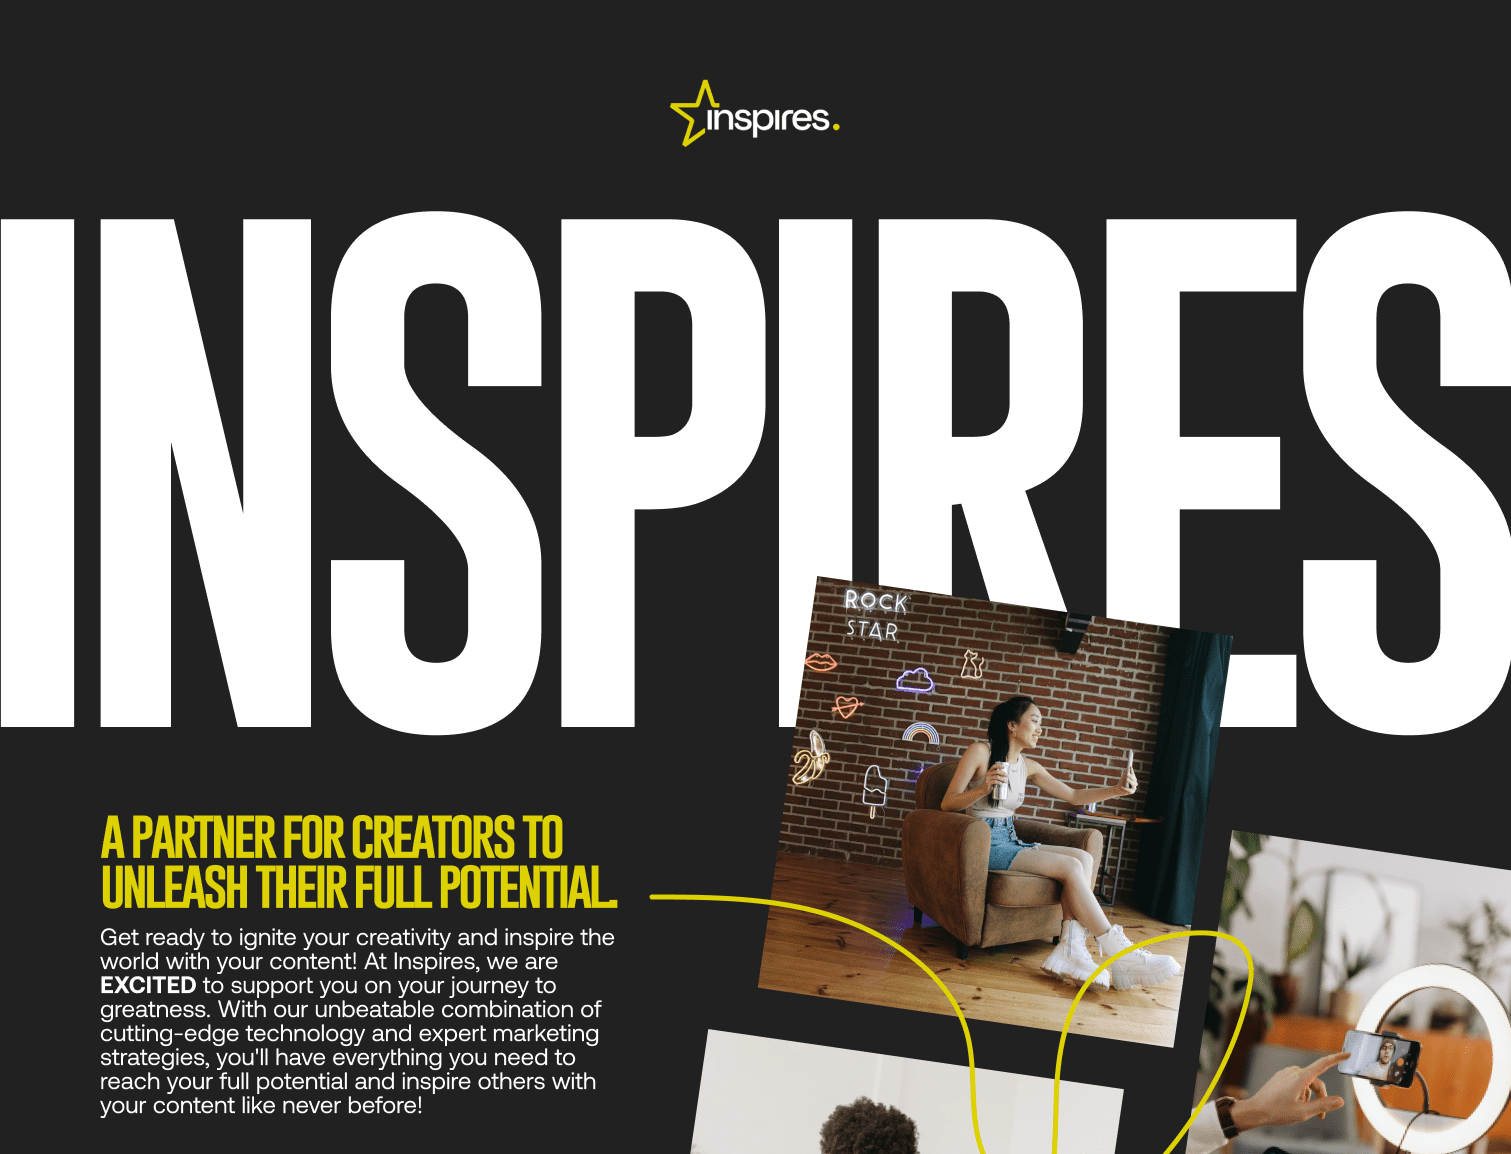 inspires.
INSPIRES
ROCK
STAR
A PARTNER FOR CREATORS TO
UNLEASH THEIR FULL POTENTIAL.
Get ready to ignite your creativity and inspire the
world with your content! At Inspires, we are
EXCITED to support you on your journey to
greatness. With our unbeatable combination of
cutting-edge technology and expert marketing
strategies, you'll have everything you need to
reach your full potential and inspire others with
your content like never before!